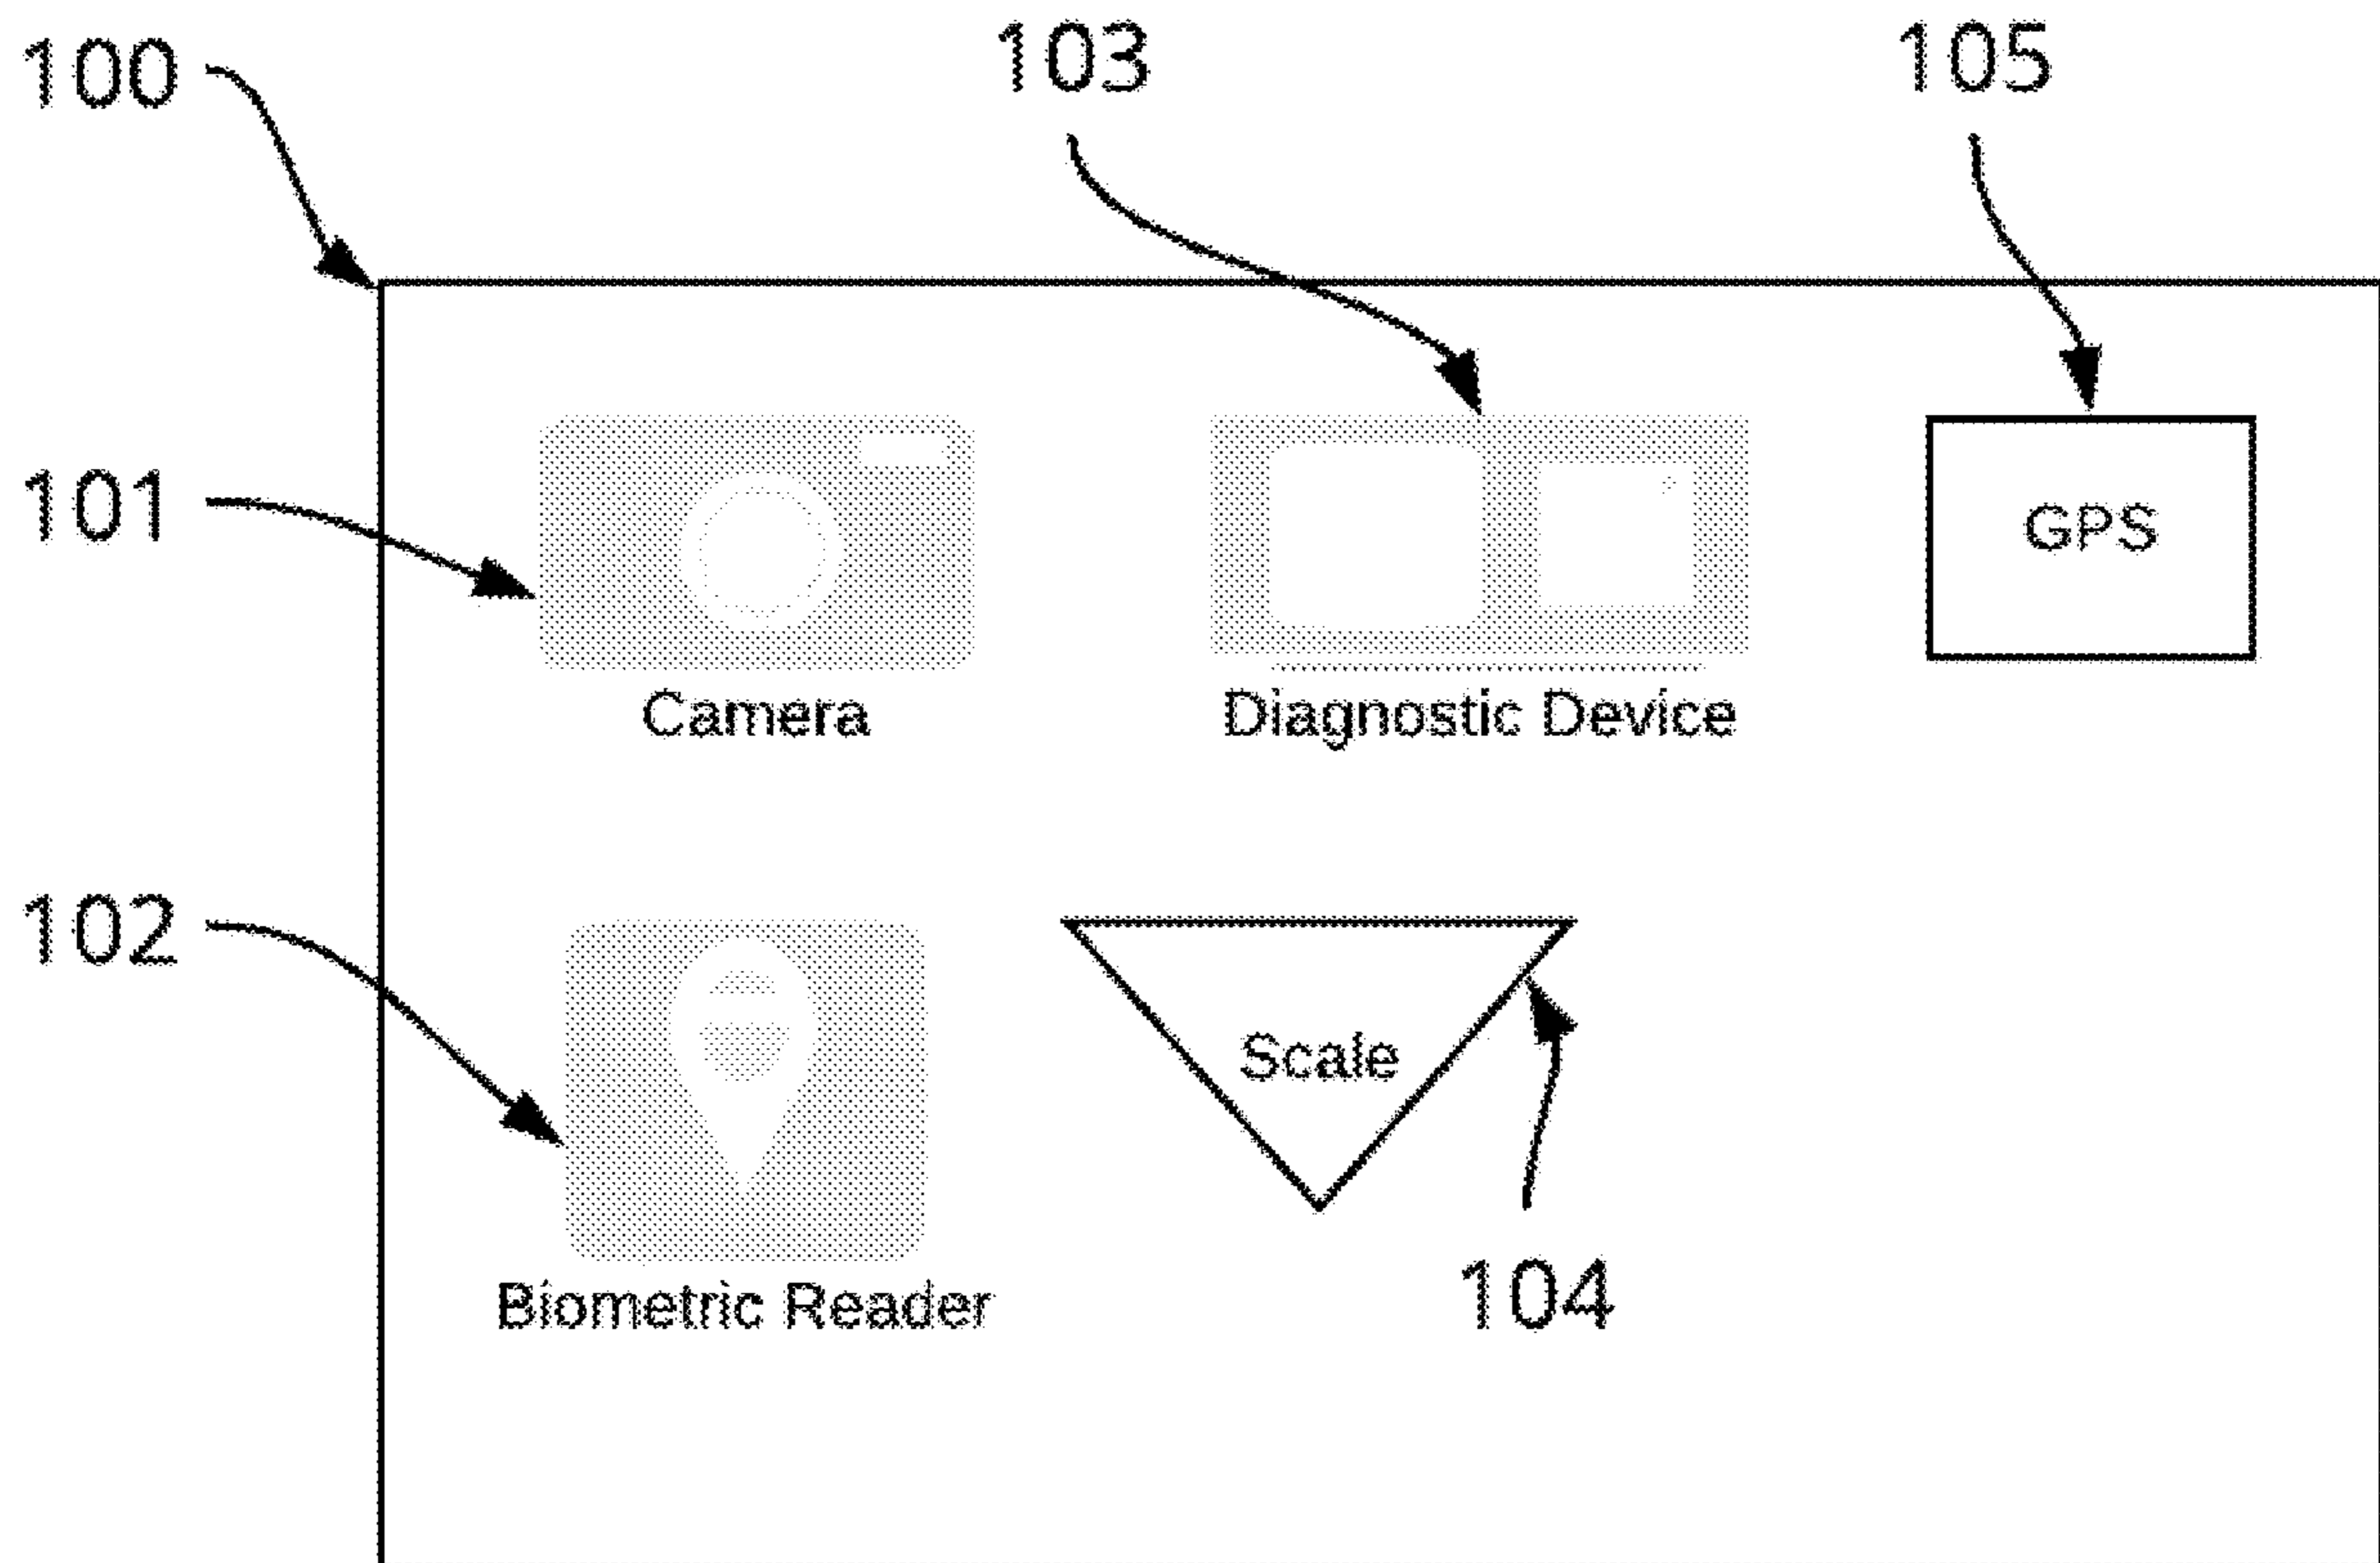 100
103
105
101
GPS
Camera
Diagnostic Device
102
Scale
Biometric Reader
104